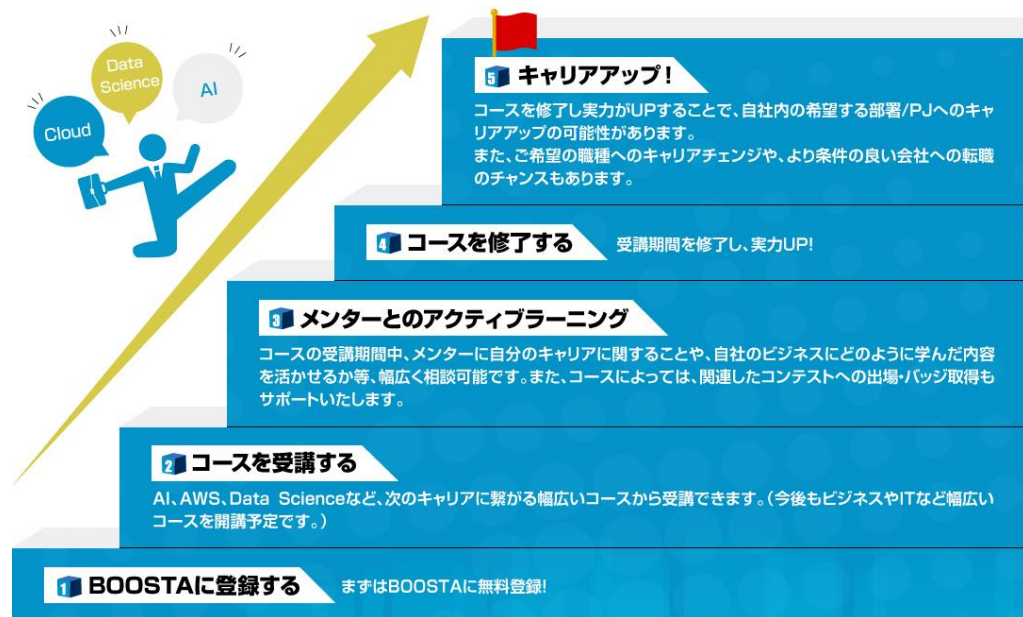 Data
Science
AI
Cloud
5 キャリアアップ！
コースを修了し実力がUPすることで、自社内の希望する部署/PJへのキャ
リアアップの可能性があります。
また、ご希望の職種へのキャリアチェンジや、より条件の良い会社への転職
のチャンスもあります。
4 コースを修了する 受講期間を修了し、実力UP!
3 メンターとのアクティブラーニング
コースの受講期間中、メンターに自分のキャリアに関することや、自社のビジネスにどのように学んだ内容
を活かせるか等、幅広く相談可能です。また、コースによっては、関連したコンテストへの出場・バッジ取得も
サポートいたします。
2 コースを受講する
AI、AWS、Data Scienceなど、次のキャリアに繋がる幅広いコースから受講できます。（今後もビジネスやITなど幅広い
コースを開講予定です。）
1 BOOSTAに登録する まずはBOOSTAに無料登録!